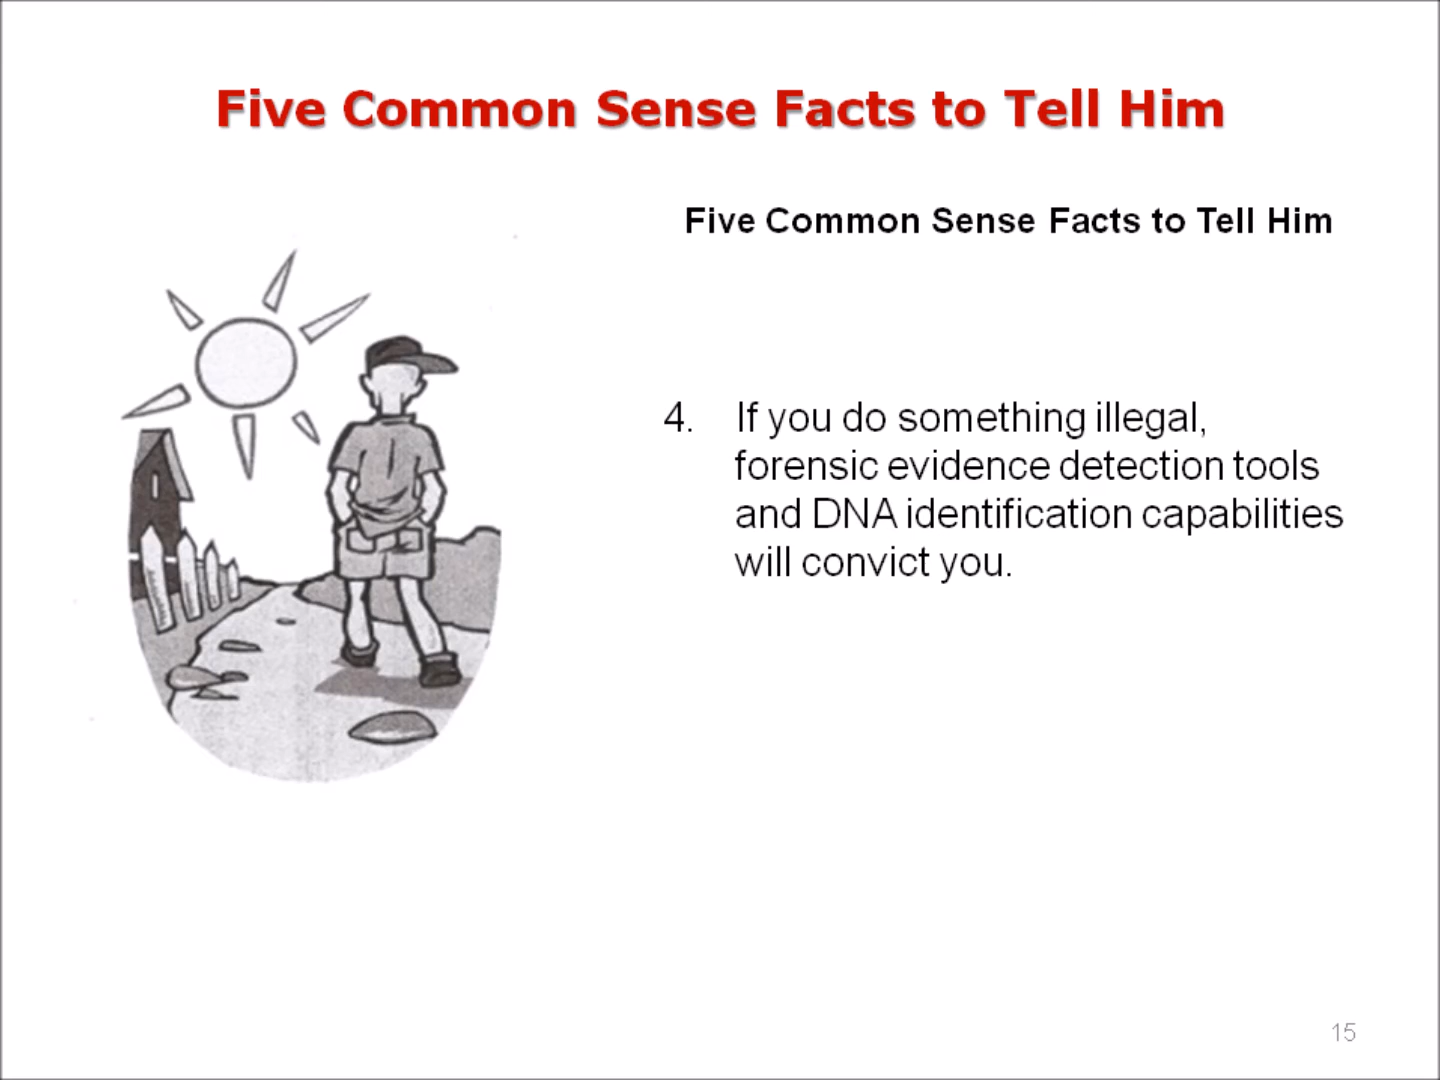 Five Common Sense Facts to Tell Him
Five Common Sense Facts to Tell Him
4. If you do something illegal,
forensic evidence detection tools
and DNA identification capabilities
will convict you.
15